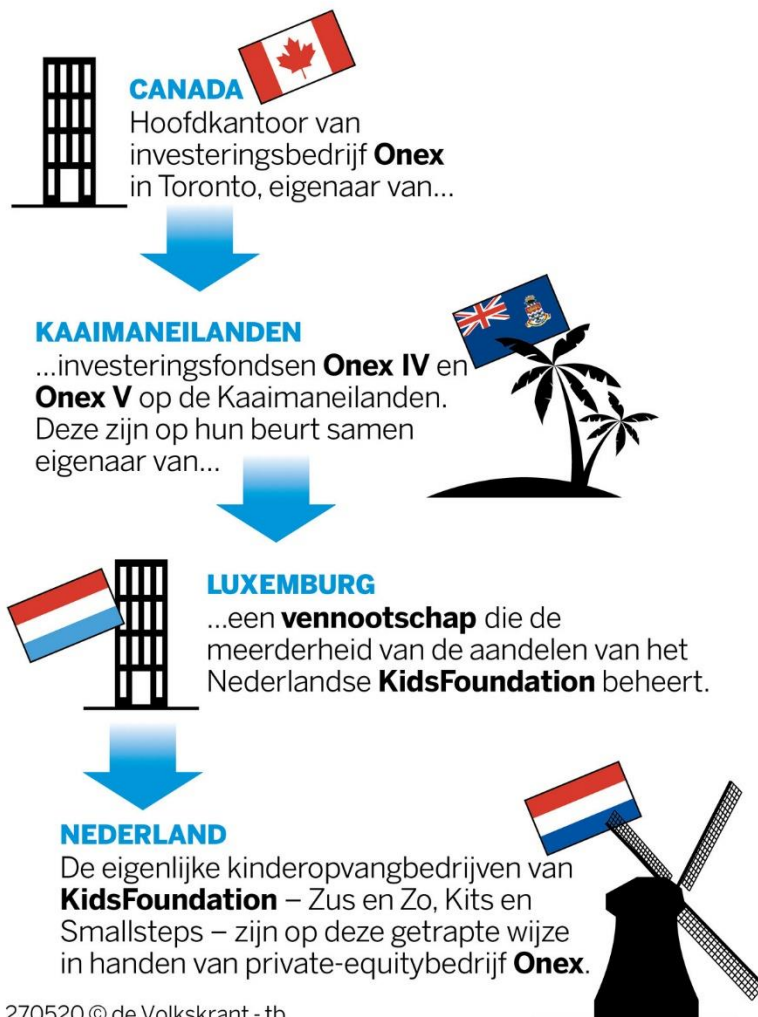 CANADA
Hoofdkantoor van
investeringsbedrijf Onex
in Toronto, eigenaar van...
KAAIMANEILANDEN
...investeringsfondsen Onex IV en
Onex V op de Kaaimaneilanden.
Deze zijn op hun beurt samen
eigenaar van...
LUXEMBURG
...een vennootschap die de
meerderheid van de aandelen van het
Nederlandse KidsFoundation beheert.
NEDERLAND
De eigenlijke kinderopvangbedrijven van
KidsFoundation – Zus en Zo, Kits en
Smallsteps – zijn op deze getrapte wijze
in handen van private-equitybedrijf Onex.
270520 © de Volkskrant - tb